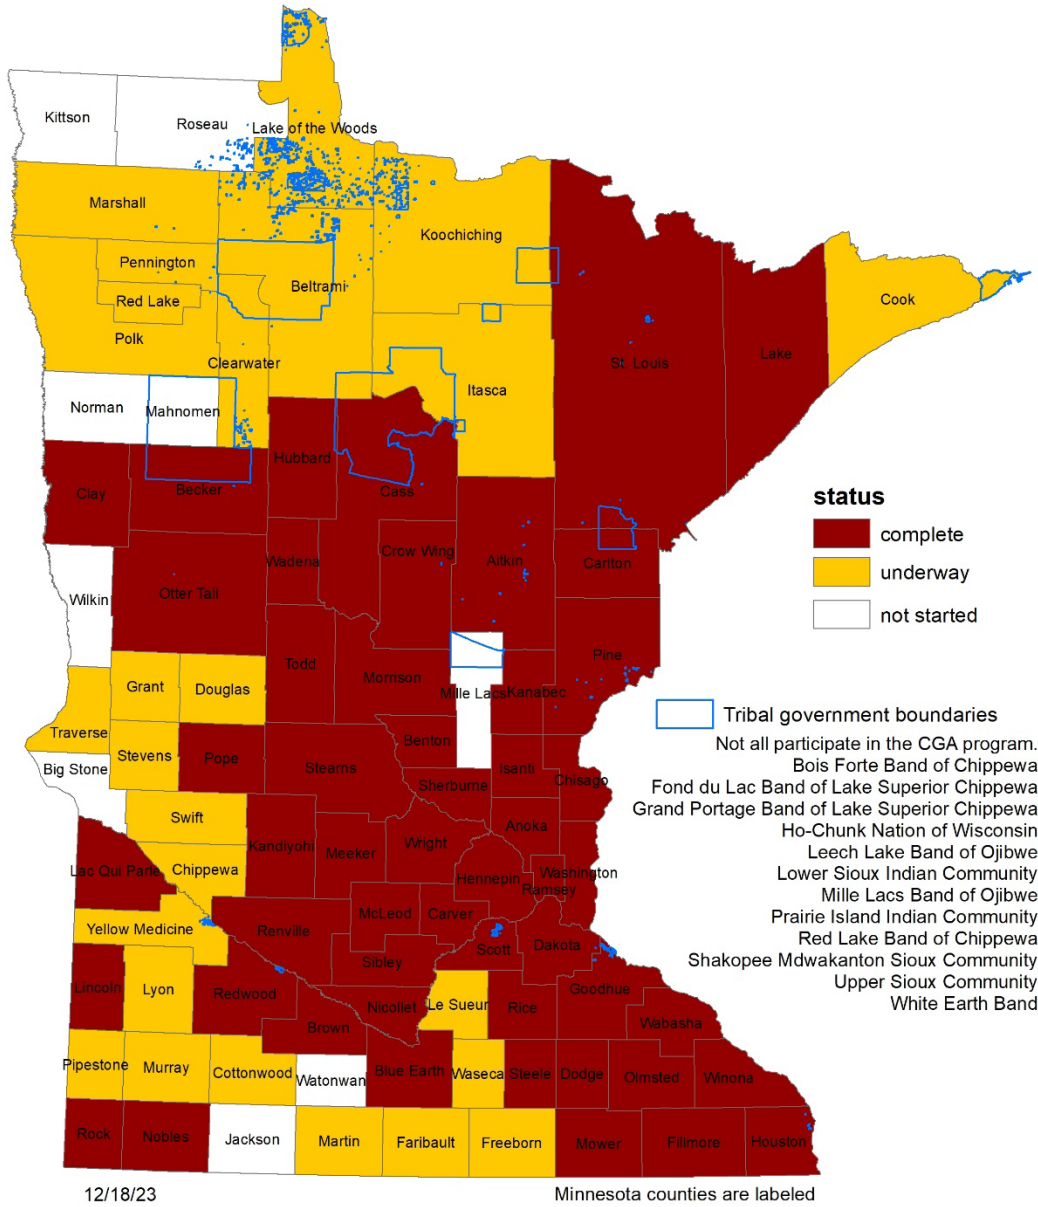 Kittson
Roseau
Lake of the Woods
Marshall
Koochiching
Pennington
Beltrami
Red Lake
Cook
Polk
Lake
Clearwater
St. Louis
Itasca
Norman
Mahnomen
Hubbard
Clay
Becker
Cass
status
complete
underway
not started
Crow Wing
Aitkin
Carlton
Wadena
Otter Tail
Wilkin
Pine
Todd
Morrison
Grant
Douglas
Mille Lacs
Kanabec
Traverse
Benton
Stevens
Pope
Big Stone
Stearns
Isanti
Chisago
Sherburne
Swift
Anoka
Kandiyohi
Wright
Meeker
Lac Qui Parle
Chippewa
Hennepin
Washington
Ramsey
McLeod
Carver
Yellow Medicine
Renville
Scott
Dakota
Sibley
Lincoln
Lyon
Redwood
Goodhue
Nicollet
Le Sueur
Rice
Wabasha
Brown
Pipestone
Murray
Cottonwood
Watonwan
Blue Earth
Waseca
Steele
Dodge
Olmsted
Winona
Rock
Nobles
Jackson
Martin
Faribault
Freeborn
Mower
Fillmore
Houston
Tribal government boundaries
Not all participate in the CGA program.
Bois Forte Band of Chippewa
Fond du Lac Band of Lake Superior Chippewa
Grand Portage Band of Lake Superior Chippewa
Ho-Chunk Nation of Wisconsin
Leech Lake Band of Ojibwe
Lower Sioux Indian Community
Mille Lacs Band of Ojibwe
Prairie Island Indian Community
Red Lake Band of Chippewa
Shakopee Mdwakanton Sioux Community
Upper Sioux Community
White Earth Band
12/18/23
Minnesota counties are labeled